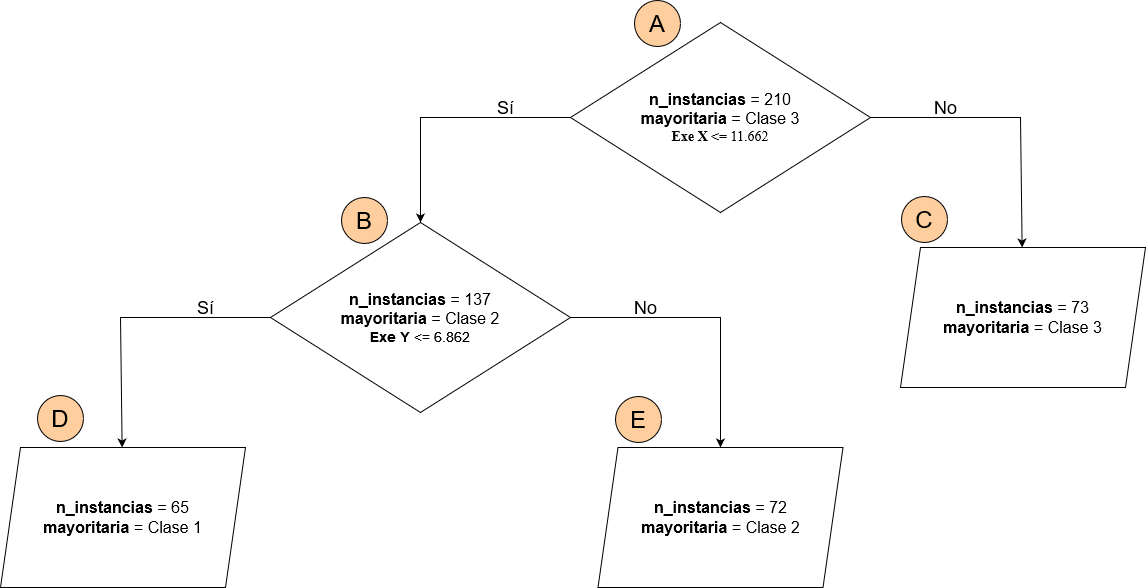 A
n_instancias = 210
mayoritaria = Clase 3
Exe X <= 11.662
Sí
No
B
n_instancias = 137
mayoritaria = Clase 2
Exe Y <= 6.862
C
n_instancias = 73
mayoritaria = Clase 3
Sí
No
D
n_instancias = 65
mayoritaria = Clase 1
E
n_instancias = 72
mayoritaria = Clase 2